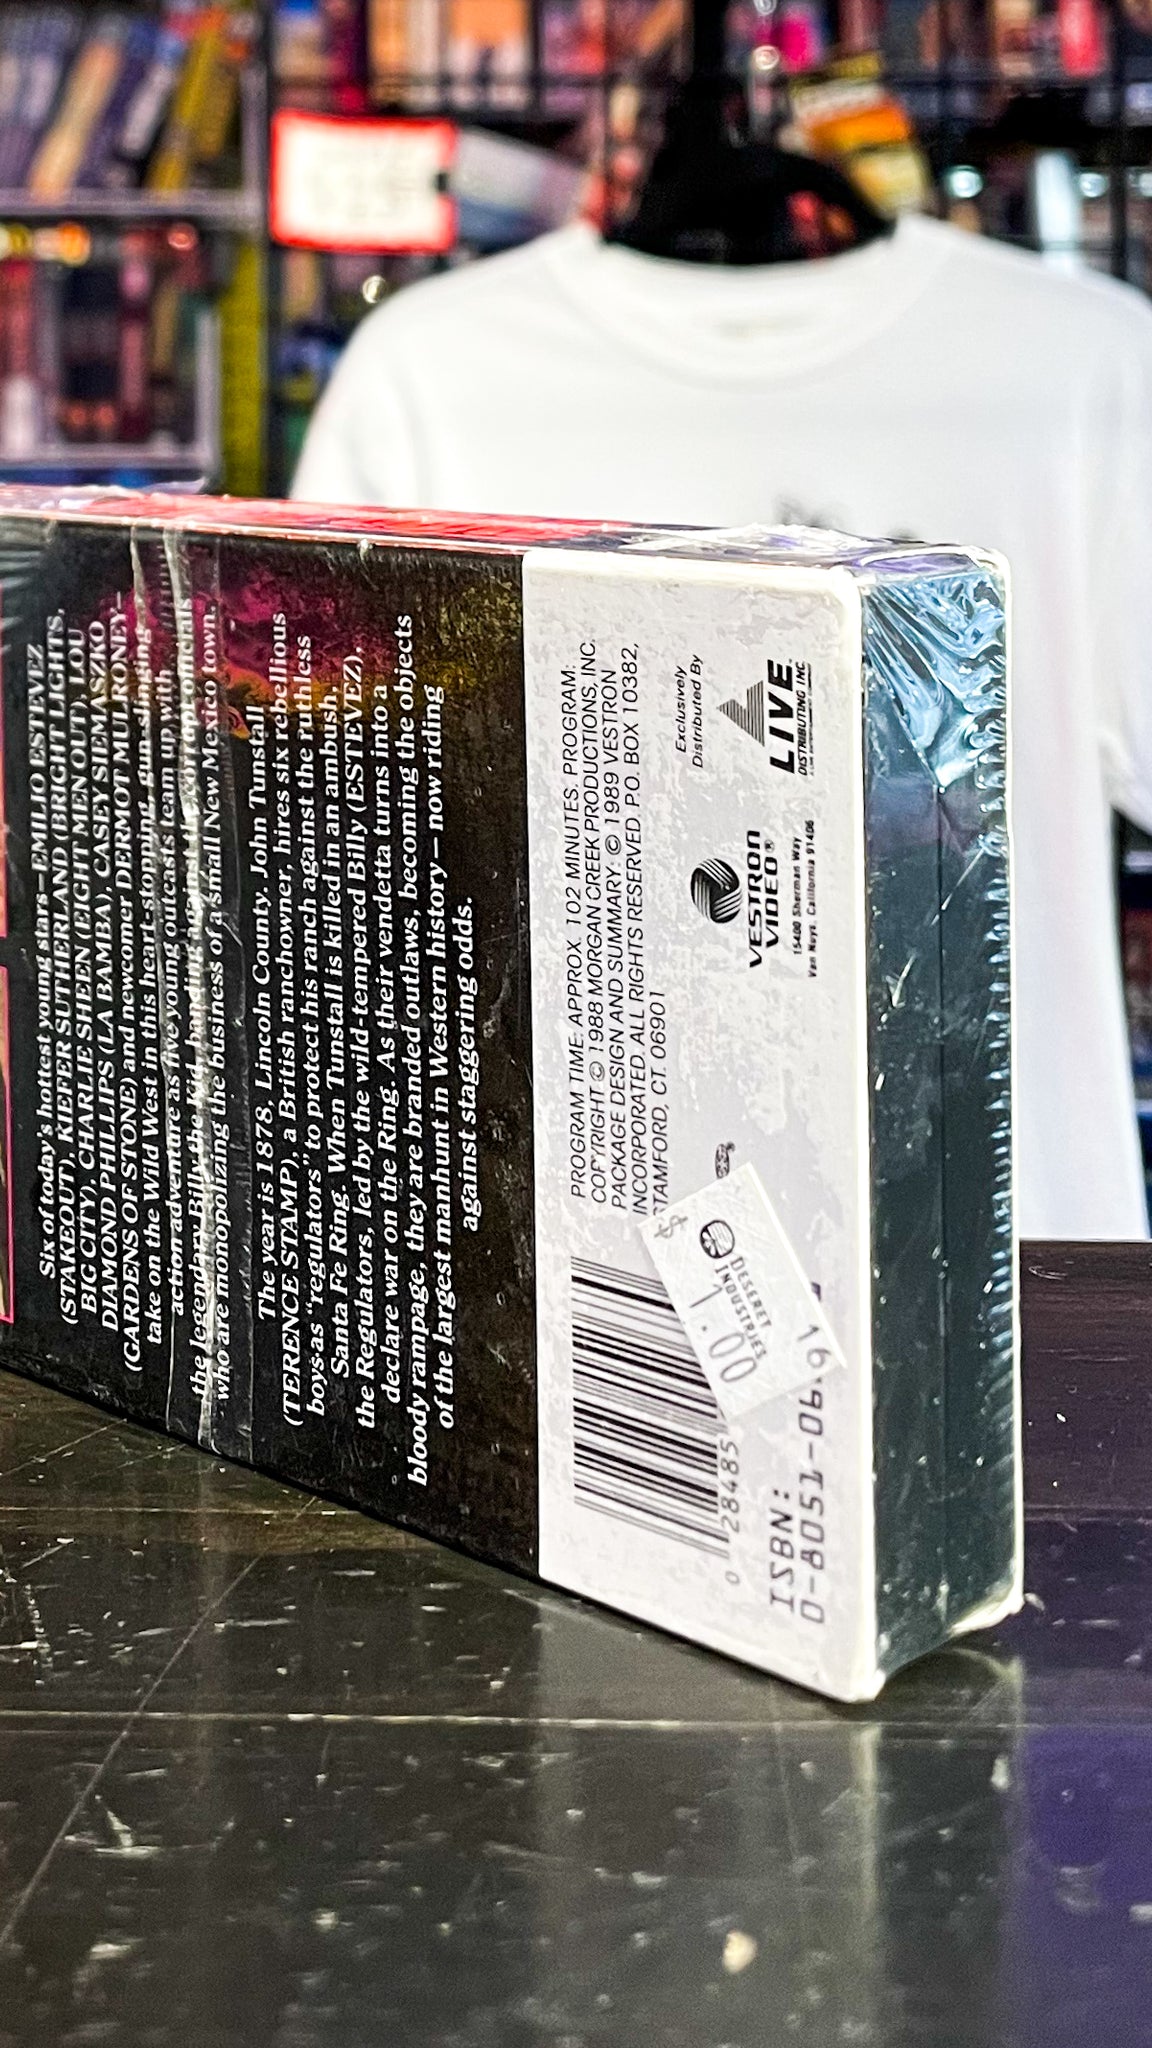 Six of today's hottest young stars—EMILIO ESTEVEZ
(STAKEOUT), KIEFER SUTHERLAND (BRIGHT LIGHTS,
BIG CITY), CHARLIE SHEEN (EIGHT MEN OUT), LOU
DIAMOND PHILLIPS (LA BAMBA), CASEY SIEMASZKO
(GARDENS OF STONE) and newcomer DERMOT MULRONEY—
take on the Wild West in this heart-stopping, gun-slinging
action-adventure as five young outcasts team up with
the legendary Billy the Kid, banding against the corrupt
who are monopolizing the business of a small New Mexico town.
The year is 1878, Lincoln County. John Tunstall
(TERENCE STAMP), a British ranchowner, hires six rebellious
boys as "regulators" to protect his ranch against the ruthless
Santa Fe Ring. When Tunstall is killed in an ambush,
the Regulators, led by the wild-tempered Billy (ESTEVEZ),
declare war on the Ring. As their vendetta turns into a
bloody rampage, they are branded outlaws, becoming the objects
of the largest manhunt in Western history—now riding
against staggering odds.
PROGRAM TIME: APPROX. 102 MINUTES. PROGRAM:
COPYRIGHT © 1988 MORGAN CREEK PRODUCTIONS, INC.
PACKAGE DESIGN AND SUMMARY: © 1989 VESTRON
INCORPORATED. ALL RIGHTS RESERVED. P.O. BOX 10382,
STAMFORD, CT. 06901
Exclusively
Distributed By
LIVE
DISTRIBUTING INC.
VESTRON
VIDEO®
15400 Sherman Way
Van Nuys, California 91406
$
1.00
DESERET
INDUSTRIES
0 28485
ISBN:
0-8051-06